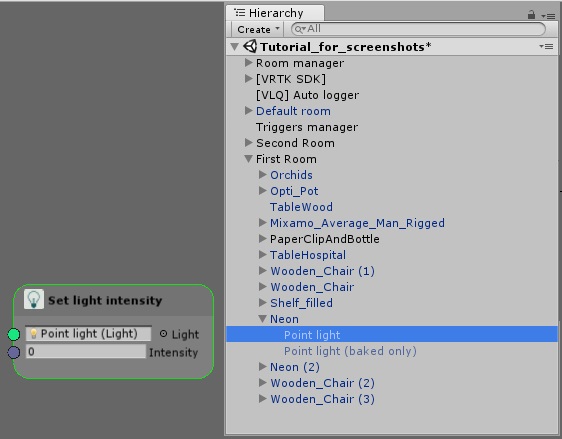 Hierarchy
Create
All
Tutorial_for_screenshots*
Room manager
[VRTK SDK]
[VLQ] Auto logger
Default room
Triggers manager
Second Room
First Room
Orchids
Opti_Pot
TableWood
Mixamo_Average_Man_Rigged
PaperClipAndBottle
TableHospital
Wooden_Chair (1)
Wooden_Chair
Shelf_filled
Neon
Point light
Point light (baked only)
Neon (2)
Wooden_Chair (2)
Wooden_Chair (3)
Set light intensity
Point light (Light) Light
0 Intensity